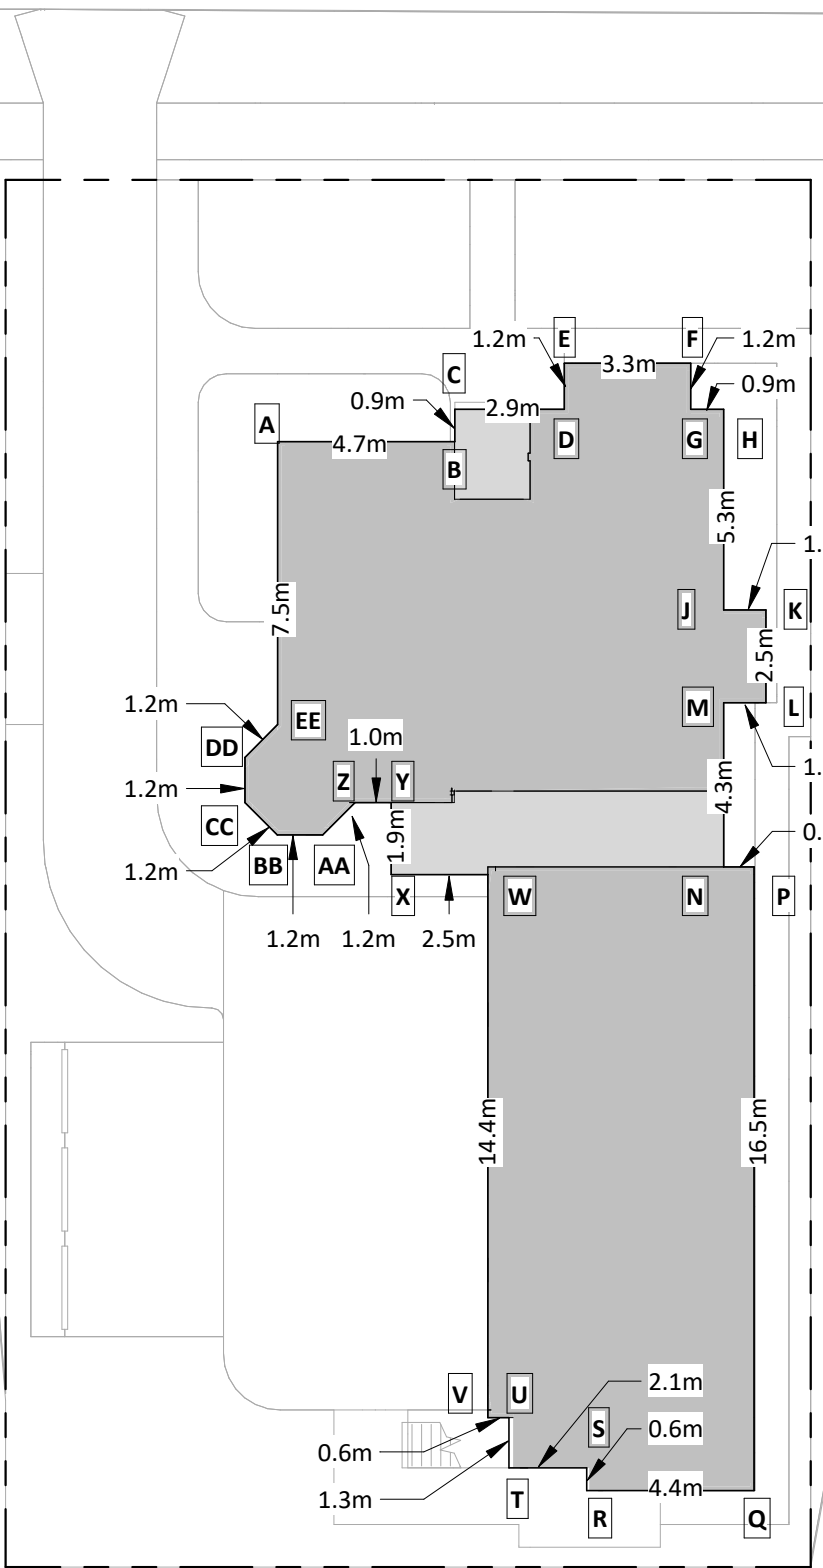 E
F
1.2m
1.2m
3.3m
C
0.9m
0.9m
2.9m
A
4.7m
D
G
H
B
5.3m
1.
7.5m
J
K
2.5m
1.2m
EE
M
L
DD
1.0m
1.
Z
Y
1.2m
4.3m
CC
1.9m
0.
BB
AA
1.2m
X
W
N
P
1.2m
1.2m
2.5m
14.4m
16.5m
2.1m
V
U
S
0.6m
0.6m
4.4m
1.3m
T
R
Q